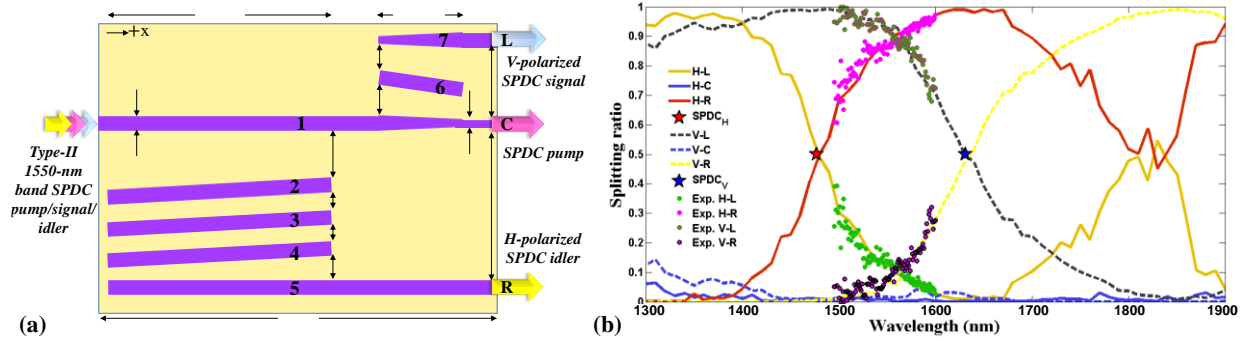 +x
7
L
V-polarized
SPDC signal
6
1
C
Type-II
1550-nm
band SPDC
pump/signal/
idler
SPDC pump
2
3
4
H-polarized
SPDC idler
5
R
(a)
Splitting ratio
1
0.9
0.8
0.7
0.6
0.5
0.4
0.3
0.2
0.1
0
H-L
H-C
H-R
SPDCH
V-L
V-C
V-R
SPDCV
Exp. H-L
Exp. H-R
Exp. V-L
Exp. V-R
1300 1400 1500 1600 1700 1800 1900
Wavelength (nm)
(b)